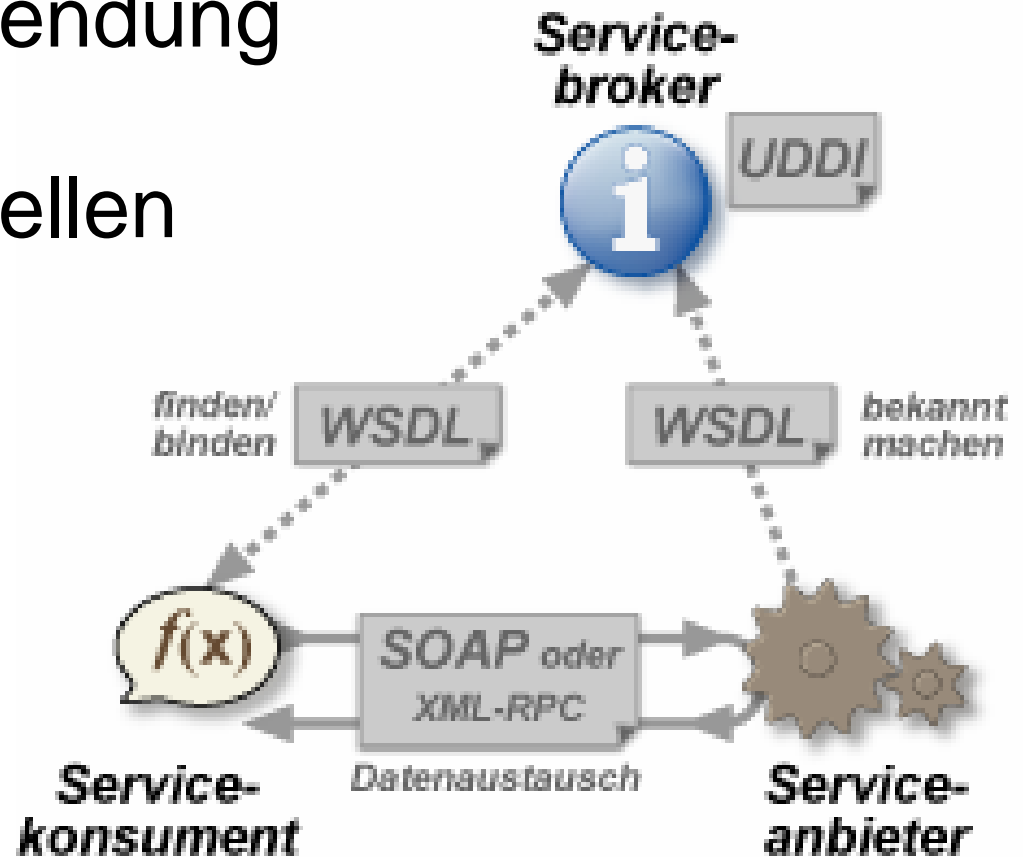 endung
Service-
broker
UDDI
ellen
finden/
binden
WSDL
WSDL
bekannt
machen
f(x)
SOAP oder
XML-RPC
Datenaustausch
Service-
konsument
Service-
anbieter